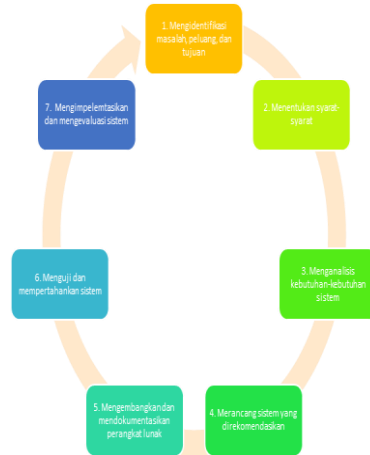 1. Mengidentifikasi
masalah, peluang, dan
tujuan
2. Menentukan syarat-
syarat
3. Menganalisis
kebutuhan-kebutuhan
sistem
4. Merancang sistem yang
direkomendasikan
5. Mengembangkan dan
mendokumentasikan
perangkat lunak
6. Menguji dan
mempertahankan sistem
7. Mengimpelemtasikan
dan mengevaluasi sistem